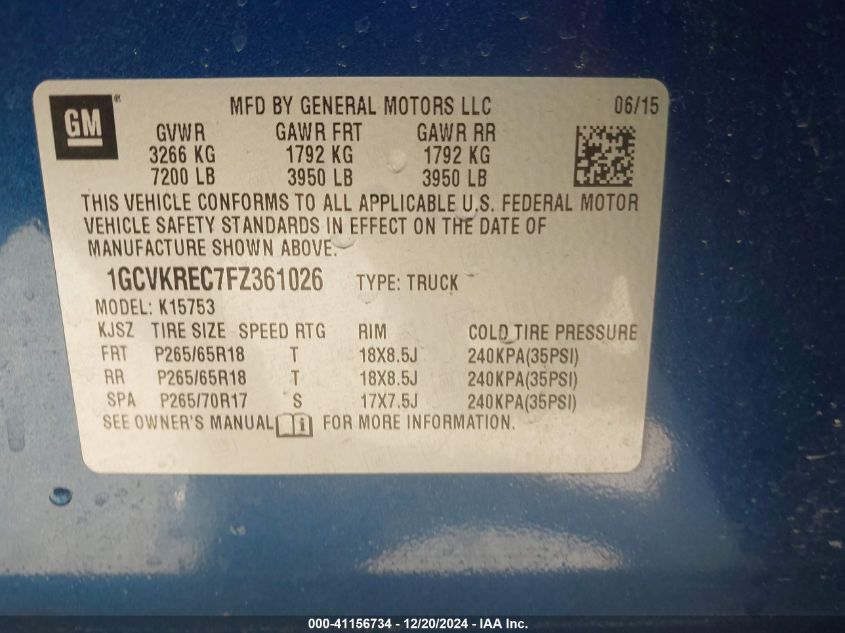 GM ® MFD BY GENERAL MOTORS LLC 06/15
GVWR GAWR FRT GAWR RR
3266 KG 1792 KG 1792 KG
7200 LB 3950 LB 3950 LB
THIS VEHICLE CONFORMS TO ALL APPLICABLE U.S. FEDERAL MOTOR
VEHICLE SAFETY STANDARDS IN EFFECT ON THE DATE OF
MANUFACTURE SHOWN ABOVE.
1GCVKREC7FZ361026 TYPE: TRUCK
MODEL: K15753
KJSZ TIRE SIZE SPEED RTG RIM COLD TIRE PRESSURE
FRT P265/65R18 T 18X8.5J 240KPA(35PSI)
RR P265/65R18 T 18X8.5J 240KPA(35PSI)
SPA P265/70R17 S 17X7.5J 240KPA(35PSI)
SEE OWNER'S MANUAL FOR MORE INFORMATION.
000-41156734 - 12/20/2024 - IAA Inc.